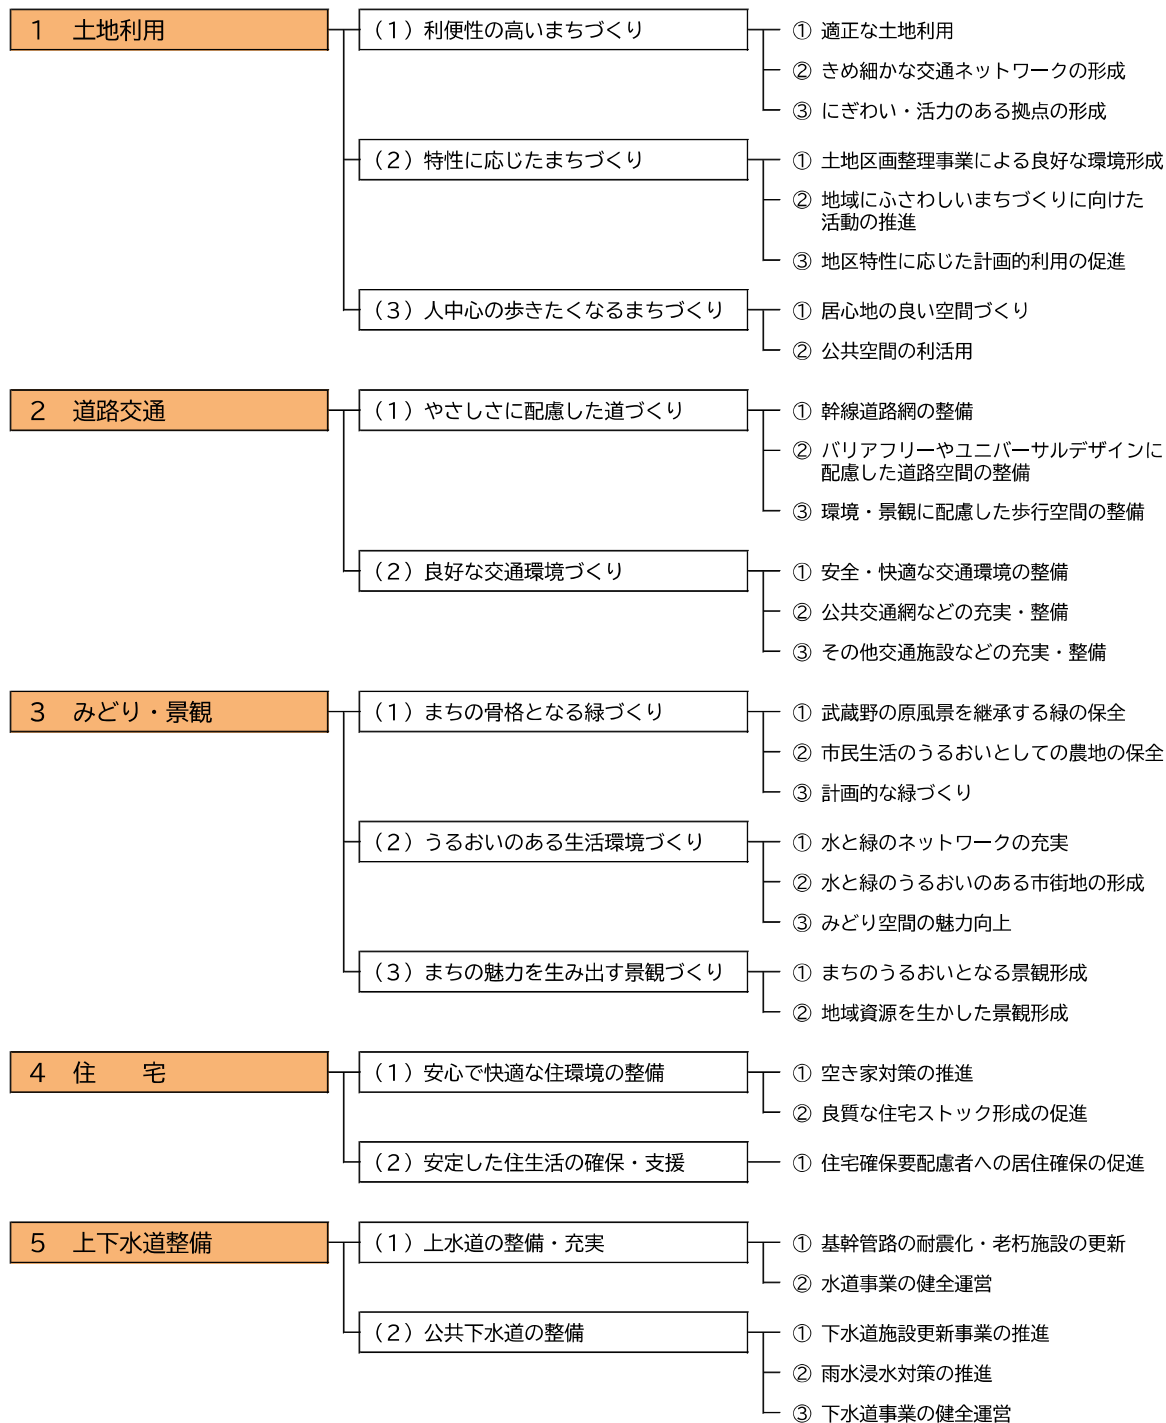 1 土地利用
（1）利便性の高いまちづくり
① 適正な土地利用
② きめ細かな交通ネットワークの形成
③ にぎわい・活力のある拠点の形成
（2）特性に応じたまちづくり
① 土地区画整理事業による良好な環境形成
② 地域にふさわしいまちづくりに向けた
活動の推進
③ 地区特性に応じた計画的利用の促進
（3）人中心の歩きたくなるまちづくり
① 居心地の良い空間づくり
② 公共空間の利活用
2 道路交通
（1）やさしさに配慮した道づくり
① 幹線道路網の整備
② バリアフリーやユニバーサルデザインに
配慮した道路空間の整備
③ 環境・景観に配慮した歩行空間の整備
（2）良好な交通環境づくり
① 安全・快適な交通環境の整備
② 公共交通網などの充実・整備
③ その他交通施設などの充実・整備
3 みどり・景観
（1）まちの骨格となる緑づくり
① 武蔵野の原風景を継承する緑の保全
② 市民生活のうるおいとしての農地の保全
③ 計画的な緑づくり
（2）うるおいのある生活環境づくり
① 水と緑のネットワークの充実
② 水と緑のうるおいのある市街地の形成
③ みどり空間の魅力向上
（3）まちの魅力を生み出す景観づくり
① まちのうるおいとなる景観形成
② 地域資源を生かした景観形成
4 住　宅
（1）安心で快適な住環境の整備
① 空き家対策の推進
② 良質な住宅ストック形成の促進
（2）安定した住生活の確保・支援
① 住宅確保要配慮者への居住確保の促進
5 上下水道整備
（1）上水道の整備・充実
① 基幹管路の耐震化・老朽施設の更新
② 水道事業の健全運営
（2）公共下水道の整備
① 下水道施設更新事業の推進
② 雨水浸水対策の推進
③ 下水道事業の健全運営